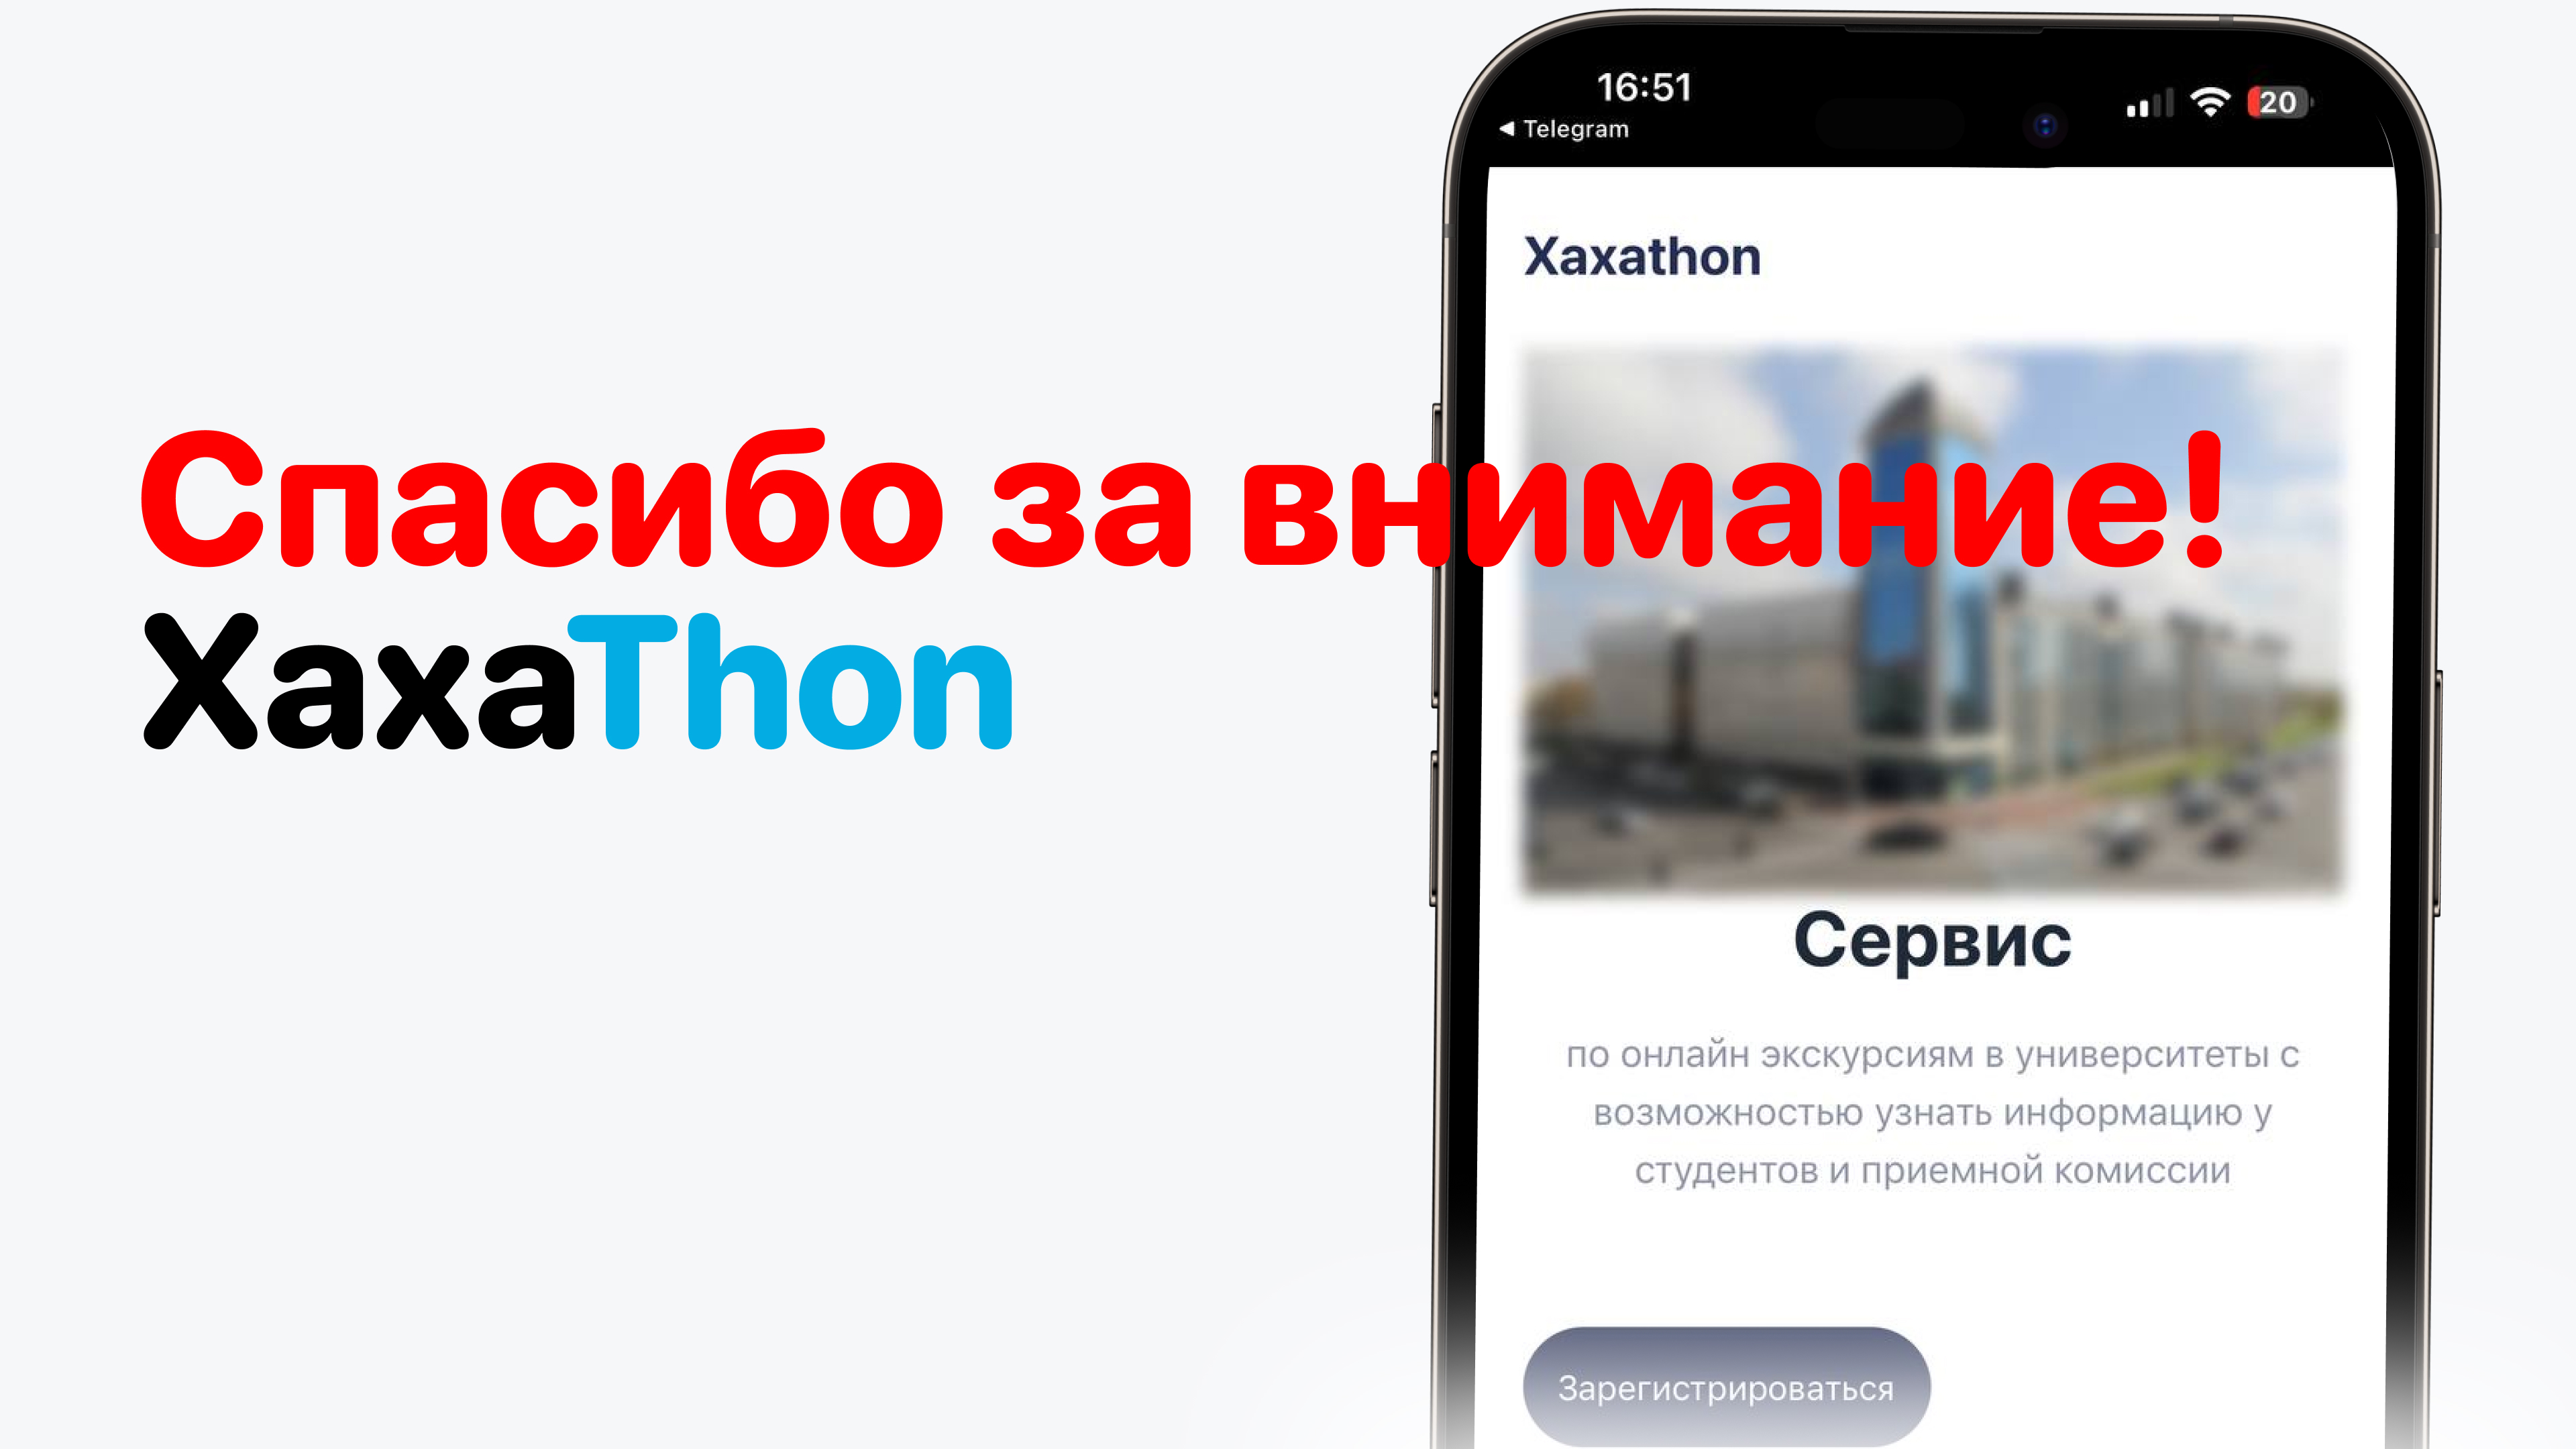 Спасибо за внимание!
XaxaThon
16:51
20
◀ Telegram
Xaxathon
Сервис
по онлайн экскурсиям в университеты с
возможностью узнать информацию у
студентов и приемной комиссии
Зарегистрироваться